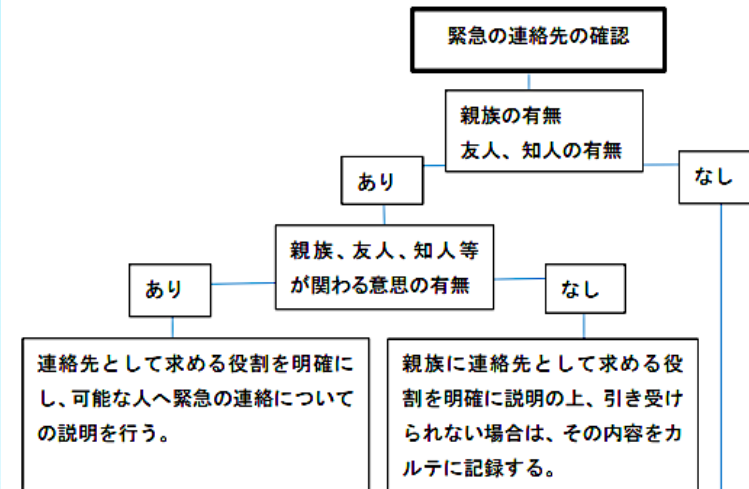 緊急の連絡先の確認
親族の有無
友人、知人の有無
あり
なし
親族、友人、知人等
が関わる意思の有無
あり
なし
連絡先として求める役割を明確に
し、可能な人へ緊急の連絡について
の説明を行う。
親族に連絡先として求める役
割を明確に説明の上、引き受け
られない場合は、その内容をカ
ルテに記録する。